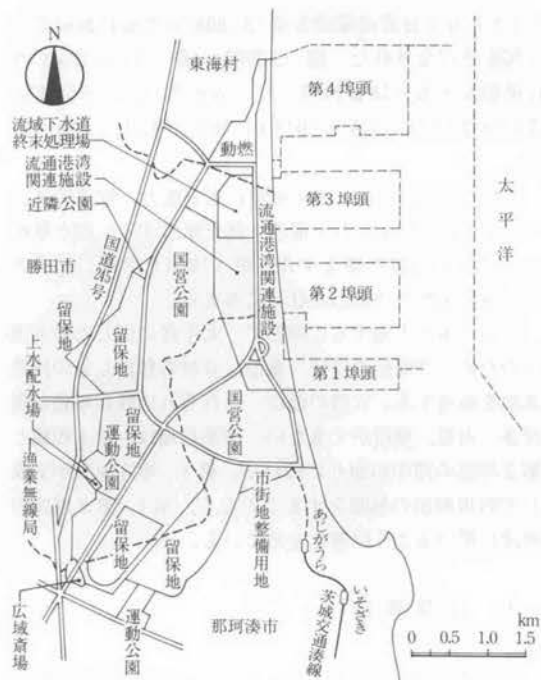 N
東海村
第4埠頭
流域下水道
終末処理場
動燃
流通港湾
関連施設
第3埠頭
太平洋
近隣公園
流通港湾関連施設
国道245号
国営公園
勝田市
留保地
第2埠頭
留保地
上水配水場
第1埠頭
国営公園
留保地
運動公園
漁業無線局
市街地整備用地
留保地
留保地
あじがうら
運動公園
広域斎場
那珂湊市
いそざき
茨城交通湊線
km
0 0.5 1.0 1.5